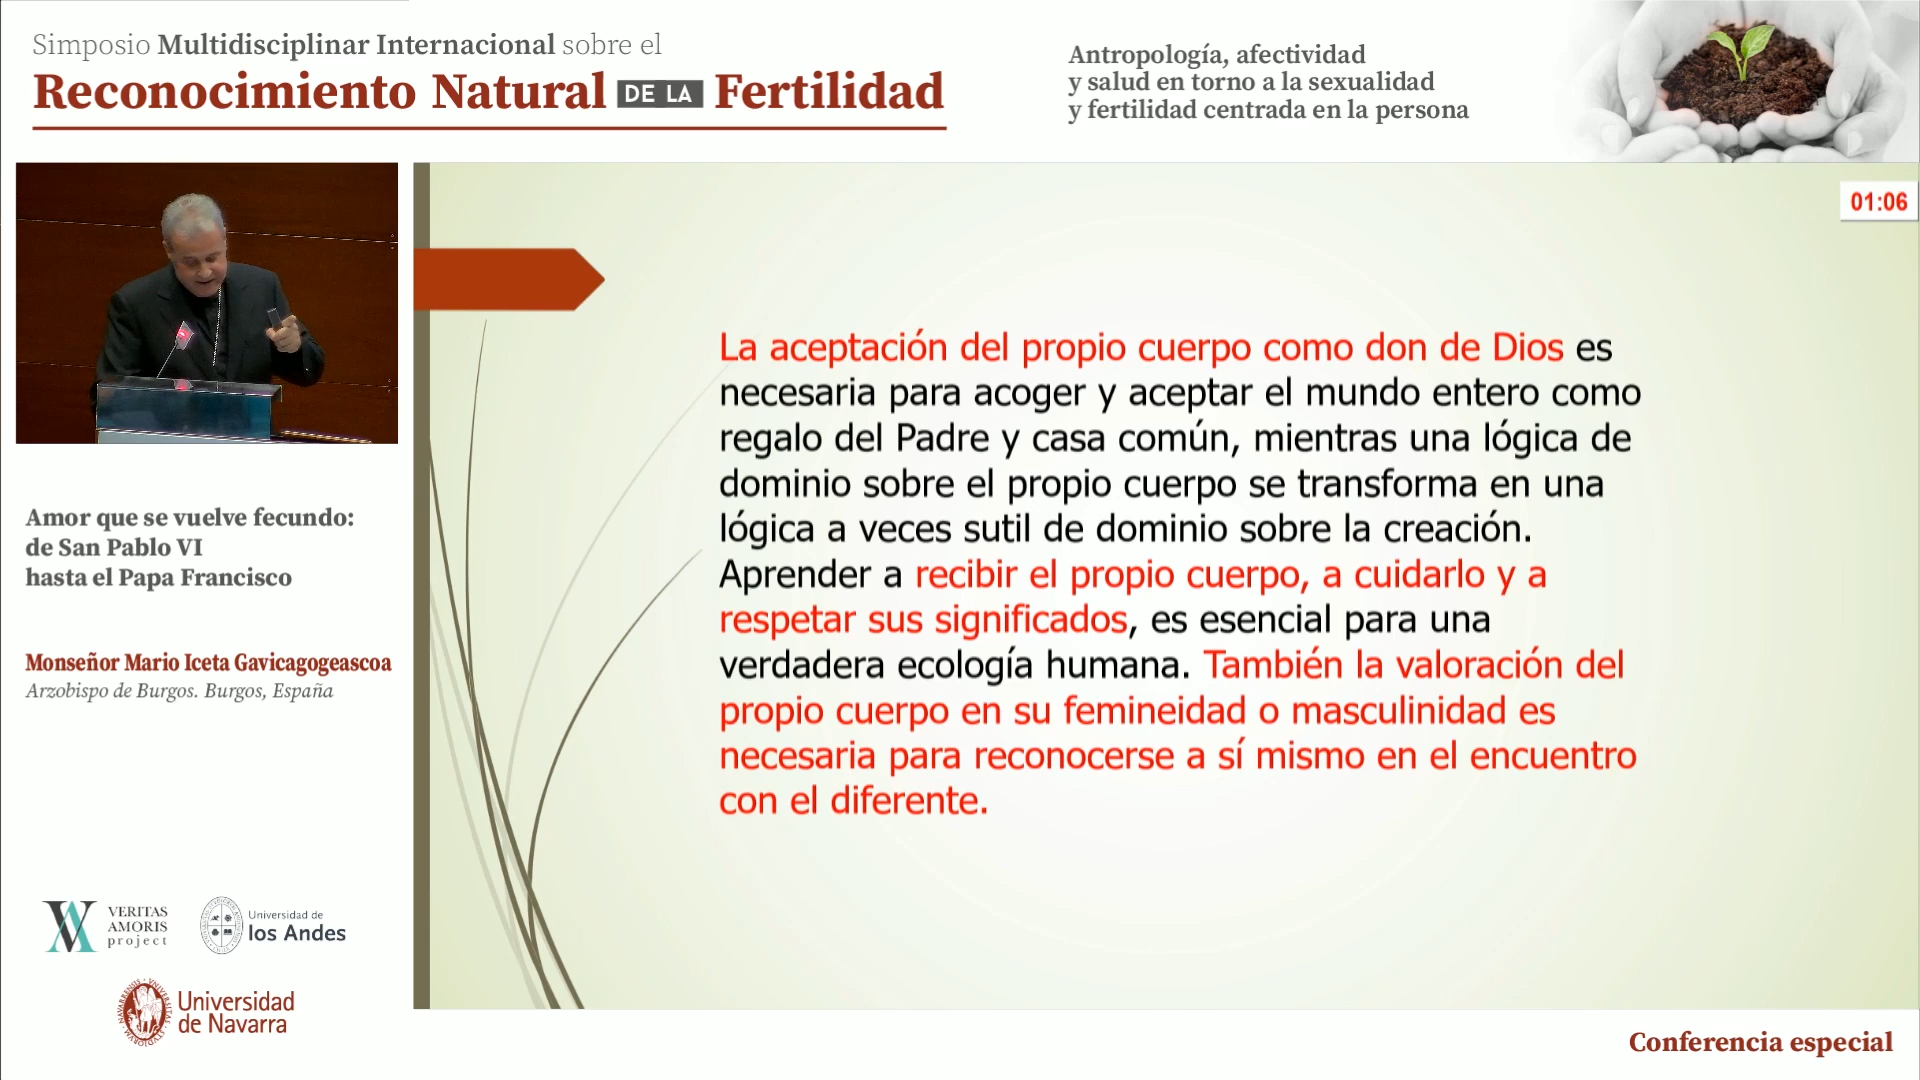 Simposio Multidisciplinar Internacional sobre el
Reconocimiento Natural DE LA Fertilidad
Antropología, afectividad
y salud en torno a la sexualidad
y fertilidad centrada en la persona
01:06
La aceptación del propio cuerpo como don de Dios es
necesaria para acoger y aceptar el mundo entero como
regalo del Padre y casa común, mientras una lógica de
dominio sobre el propio cuerpo se transforma en una
lógica a veces sutil de dominio sobre la creación.
Aprender a recibir el propio cuerpo, a cuidarlo y a
respetar sus significados, es esencial para una
verdadera ecología humana. También la valoración del
propio cuerpo en su femineidad o masculinidad es
necesaria para reconocerse a sí mismo en el encuentro
con el diferente.
Amor que se vuelve fecundo:
de San Pablo VI
hasta el Papa Francisco
Monseñor Mario Iceta Gavicagogeascoa
Arzobispo de Burgos. Burgos, España
VERITAS
AMORIS
project
Universidad de
los Andes
Universidad
de Navarra
Conferencia especial